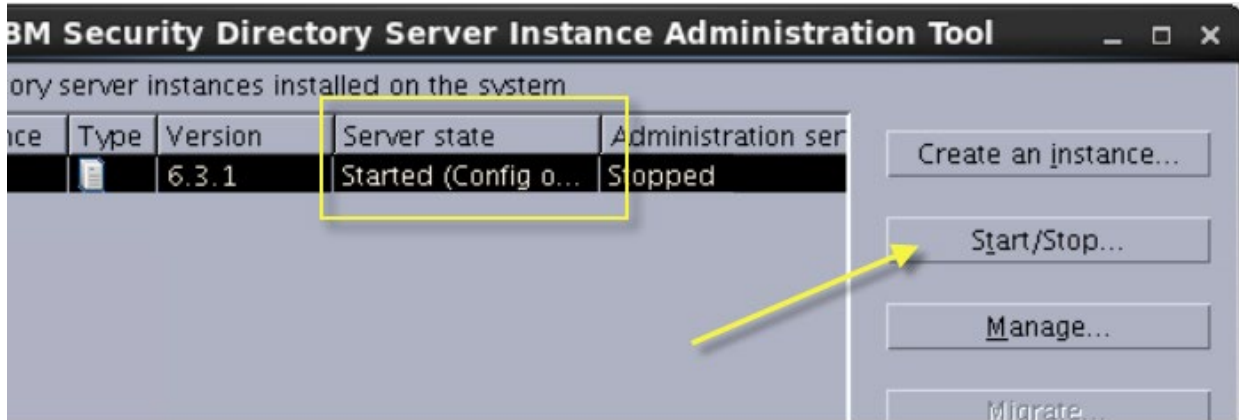 BM Security Directory Server Instance Administration Tool
ory server instances installed on the system
nce Type Version Server state Administration ser
6.3.1 Started (Config o... Stopped
Create an instance...
Start/Stop...
Manage...
Migrate...